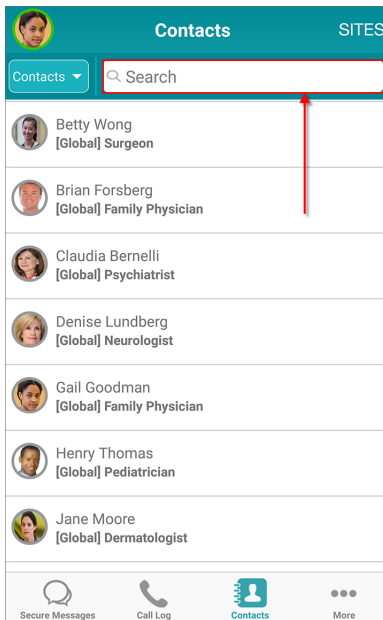 Contacts
SITES
Contacts
Search
Betty Wong
[Global] Surgeon
Brian Forsberg
[Global] Family Physician
Claudia Bernelli
[Global] Psychiatrist
Denise Lundberg
[Global] Neurologist
Gail Goodman
[Global] Family Physician
Henry Thomas
[Global] Pediatrician
Jane Moore
[Global] Dermatologist
Secure Messages
Call Log
Contacts
More